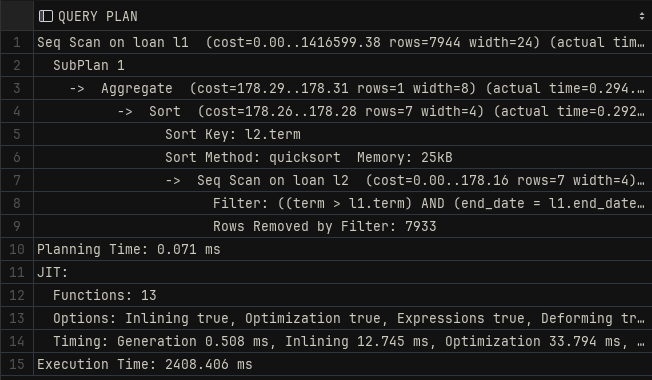 QUERY PLAN
1 Seq Scan on loan l1  (cost=0.00..1416599.38 rows=7944 width=24) (actual tim…
2 SubPlan 1
3 ->  Aggregate  (cost=178.29..178.31 rows=1 width=8) (actual time=0.294.…
4 ->  Sort  (cost=178.26..178.28 rows=7 width=4) (actual time=0.292…
5 Sort Key: l2.term
6 Sort Method: quicksort  Memory: 25kB
7 ->  Seq Scan on loan l2  (cost=0.00..178.16 rows=7 width=4)…
8 Filter: ((term > l1.term) AND (end_date = l1.end_date…
9 Rows Removed by Filter: 7933
10 Planning Time: 0.071 ms
11 JIT:
12 Functions: 13
13 Options: Inlining true, Optimization true, Expressions true, Deforming tr…
14 Timing: Generation 0.508 ms, Inlining 12.745 ms, Optimization 33.794 ms, …
15 Execution Time: 2408.406 ms